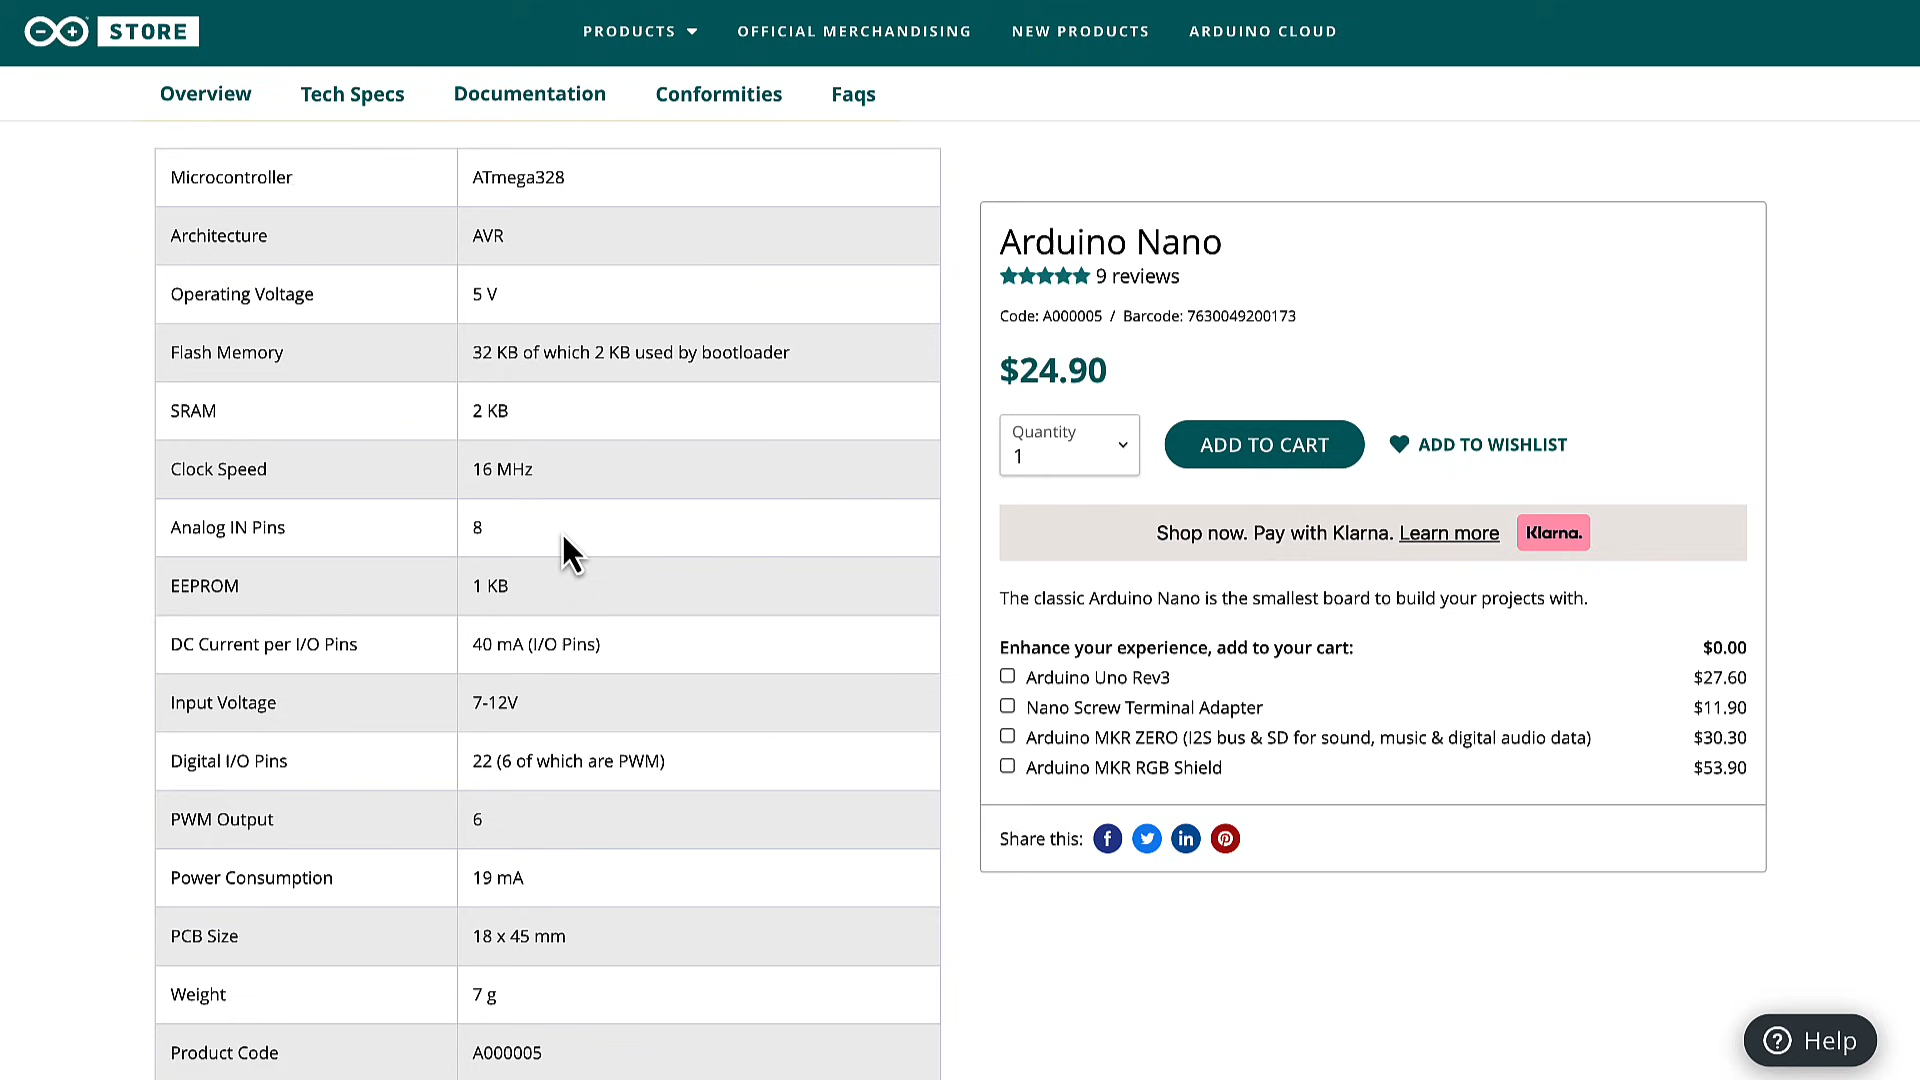 STORE
PRODUCTS OFFICIAL MERCHANDISING NEW PRODUCTS ARDUINO CLOUD
Overview Tech Specs Documentation Conformities Faqs
Microcontroller ATmega328
Architecture AVR
Operating Voltage 5 V
Flash Memory 32 KB of which 2 KB used by bootloader
SRAM 2 KB
Clock Speed 16 MHz
Analog IN Pins 8
EEPROM 1 KB
DC Current per I/O Pins 40 mA (I/O Pins)
Input Voltage 7-12V
Digital I/O Pins 22 (6 of which are PWM)
PWM Output 6
Power Consumption 19 mA
PCB Size 18 x 45 mm
Weight 7 g
Product Code A000005
Arduino Nano
9 reviews
Code: A000005 / Barcode: 7630049200173
$24.90
Quantity
1
ADD TO CART
ADD TO WISHLIST
Shop now. Pay with Klarna. Learn more Klarna.
The classic Arduino Nano is the smallest board to build your projects with.
Enhance your experience, add to your cart: $0.00
Arduino Uno Rev3 $27.60
Nano Screw Terminal Adapter $11.90
Arduino MKR ZERO (I2S bus & SD for sound, music & digital audio data) $30.30
Arduino MKR RGB Shield $53.90
Share this:
Help